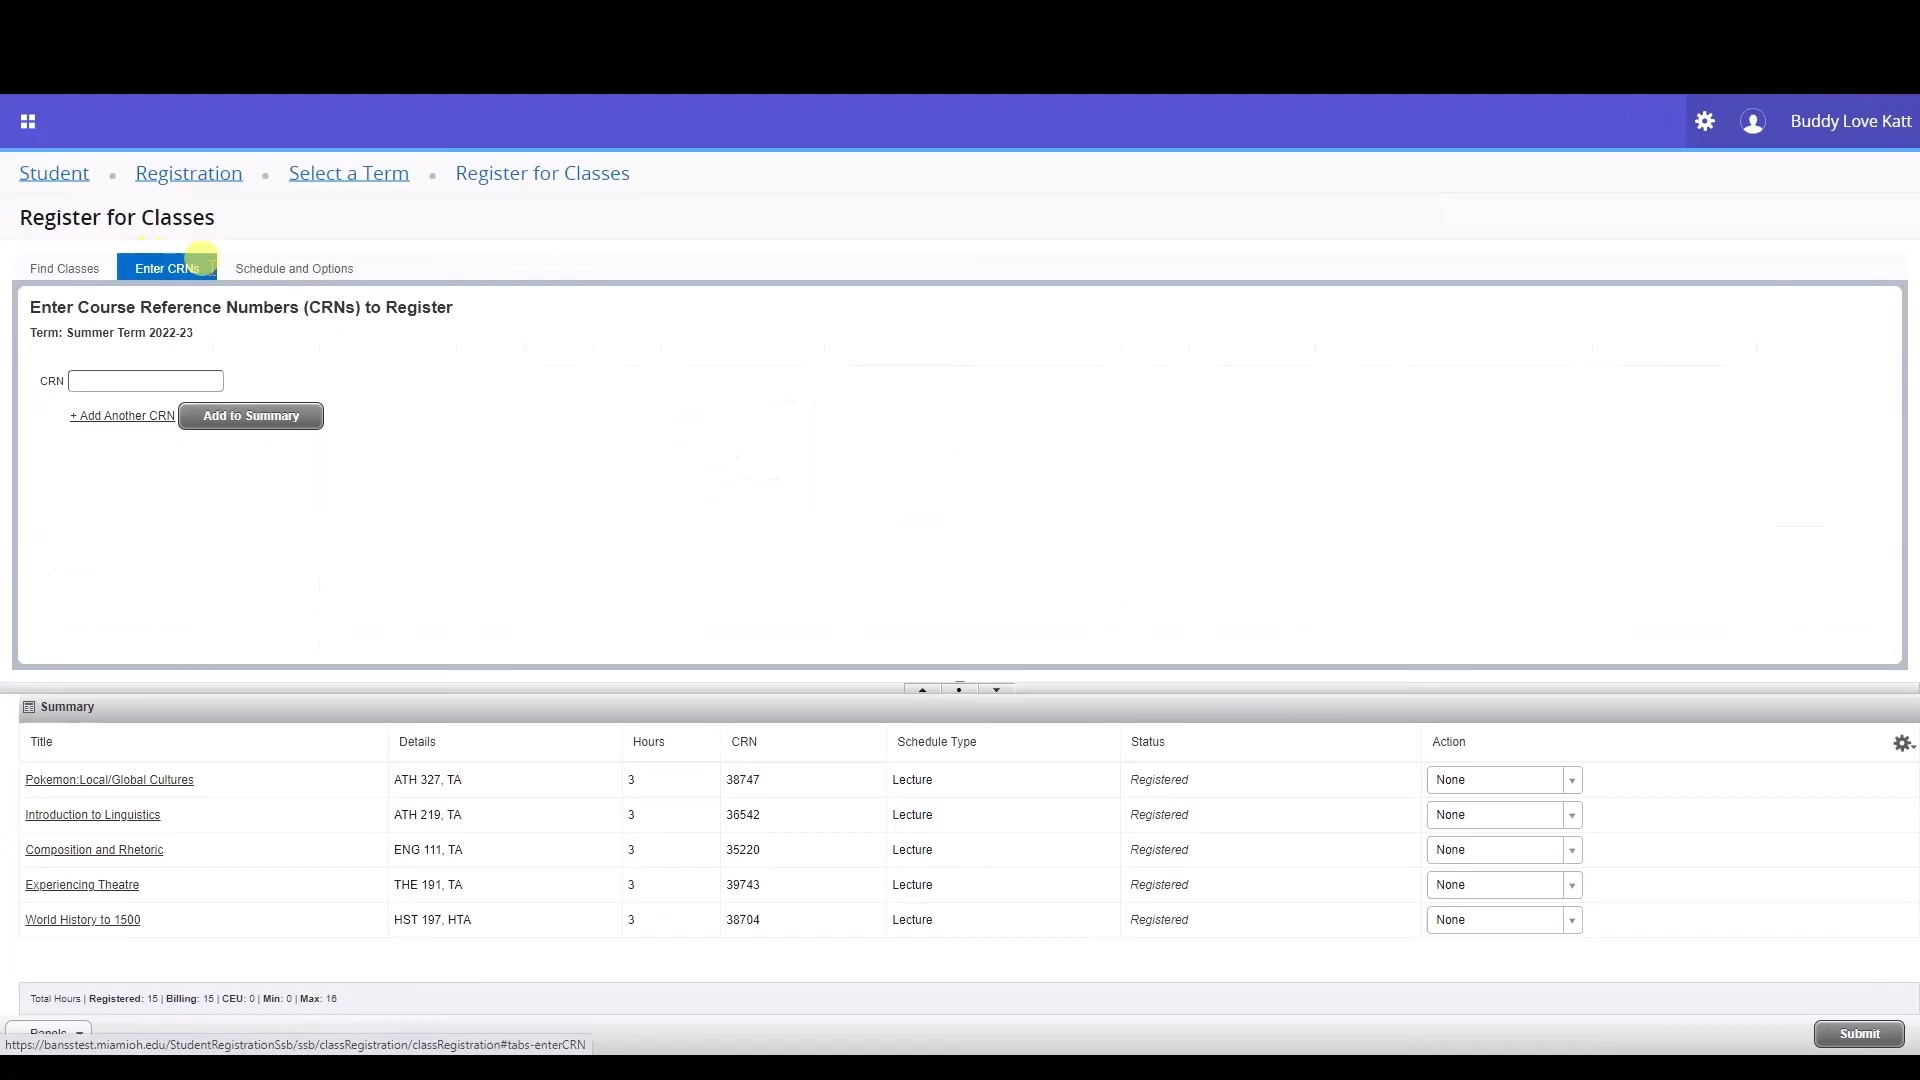 Buddy Love Katt
Student Registration Select a Term Register for Classes
Register for Classes
Find Classes Enter CRNs Schedule and Options
Enter Course Reference Numbers (CRNs) to Register
Term: Summer Term 2022-23
CRN
+ Add Another CRN Add to Summary
Summary
Title Details Hours CRN Schedule Type Status Action
Pokemon:Local/Global Cultures ATH 327, TA 3 38747 Lecture Registered None
Introduction to Linguistics ATH 219, TA 3 36542 Lecture Registered None
Composition and Rhetoric ENG 111, TA 3 35220 Lecture Registered None
Experiencing Theatre THE 191, TA 3 39743 Lecture Registered None
World History to 1500 HST 197, HTA 3 38704 Lecture Registered None
Total Hours | Registered: 15 | Billing: 15 | CEU: 0 | Min: 0 | Max: 16
Panels Submit
https://bansstest.miamioh.edu/StudentRegistrationSsb/ssb/classRegistration/classRegistration#tabs-enterCRN